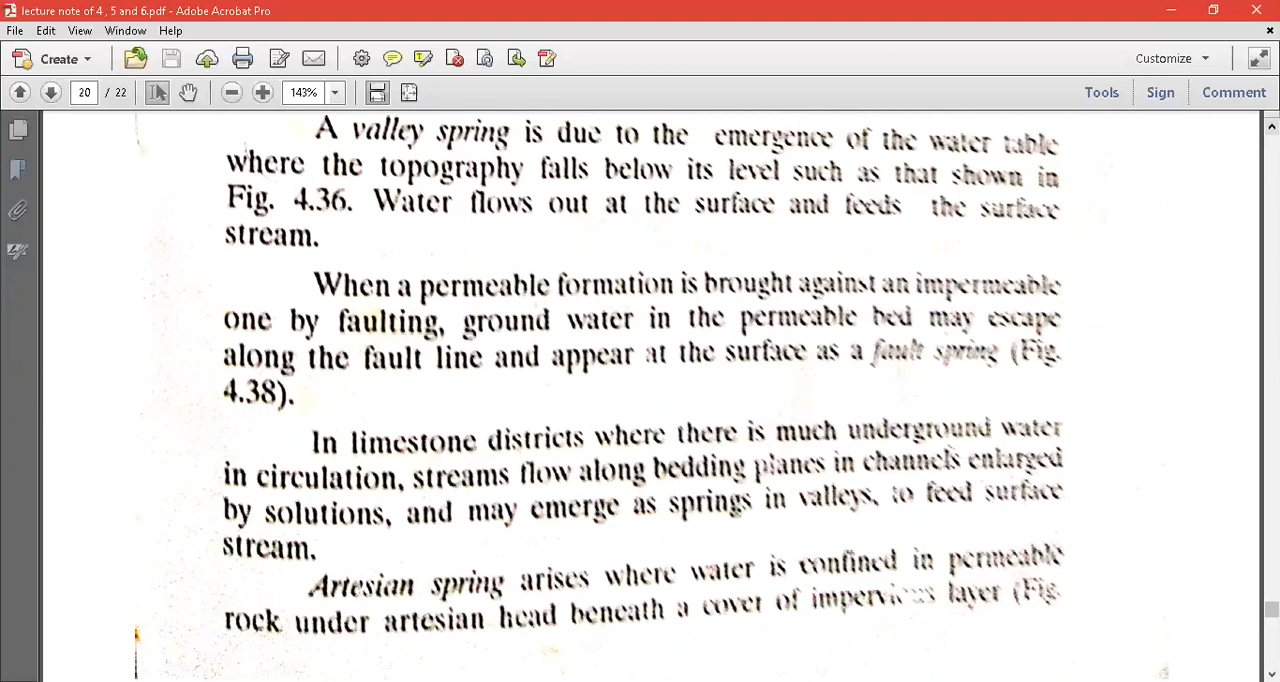 lecture note of 4 , 5 and 6.pdf - Adobe Acrobat Pro
File Edit View Window Help
Create Customize
20 / 22 143% Tools Sign Comment
A valley spring is due to the emergence of the water table
where the topography falls below its level such as that shown in
Fig. 4.36. Water flows out at the surface and feeds the surface
stream.
When a permeable formation is brought against an impermeable
one by faulting, ground water in the permeable bed may escape
along the fault line and appear at the surface as a fault spring (Fig.
4.38).
In limestone districts where there is much underground water
in circulation, streams flow along bedding planes in channels enlarged
by solutions, and may emerge as springs in valleys, to feed surface
stream.
Artesian spring arises where water is confined in permeable
rock under artesian head beneath a cover of impervious layer (Fig.